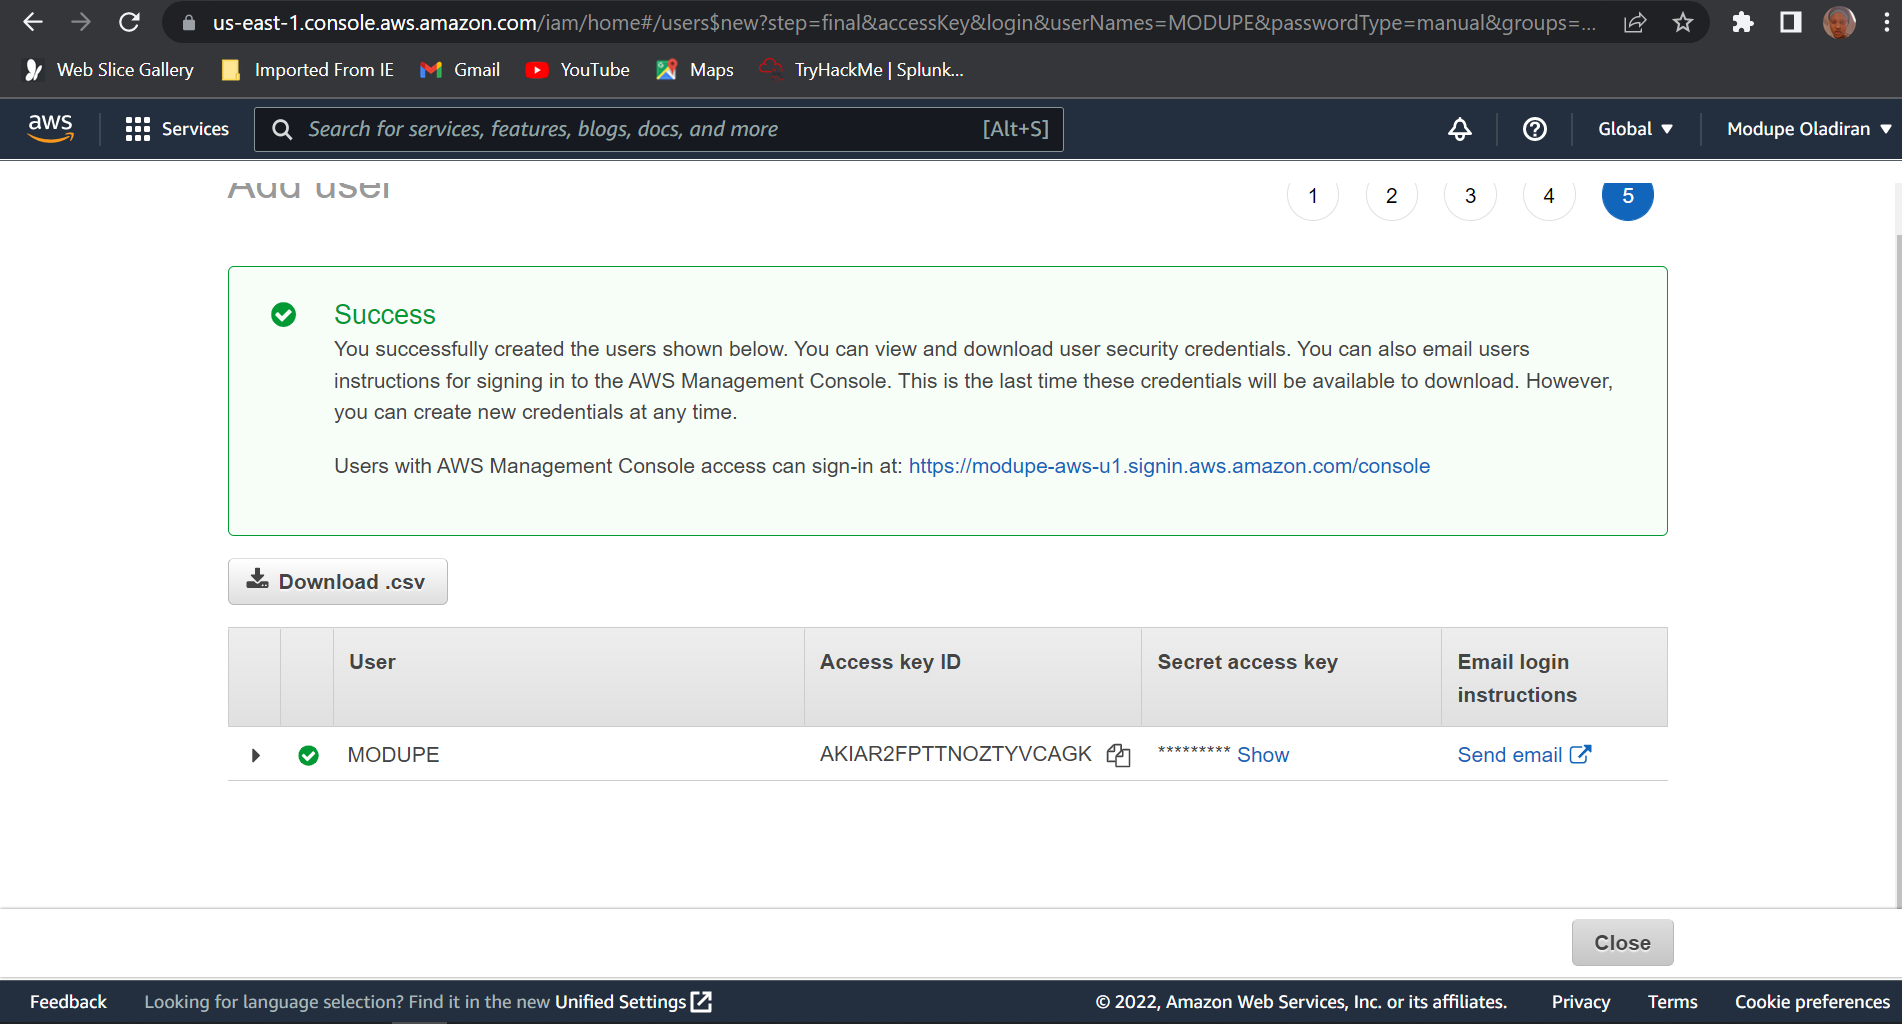 us-east-1.console.aws.amazon.com/iam/home#/users$new?step=final&accessKey&login&userNames=MODUPE&passwordType=manual&groups=...
Web Slice Gallery Imported From IE Gmail YouTube Maps TryHackMe | Splunk...
aws Services Search for services, features, blogs, docs, and more [Alt+S] Global Modupe Oladiran
Add user 1 2 3 4 5
Success
You successfully created the users shown below. You can view and download user security credentials. You can also email users
instructions for signing in to the AWS Management Console. This is the last time these credentials will be available to download. However,
you can create new credentials at any time.
Users with AWS Management Console access can sign-in at: https://modupe-aws-u1.signin.aws.amazon.com/console
Download .csv
User Access key ID Secret access key Email login
instructions
MODUPE AKIAR2FPTTNOZTYVCAGK ********* Show Send email
Close
Feedback Looking for language selection? Find it in the new Unified Settings © 2022, Amazon Web Services, Inc. or its affiliates. Privacy Terms Cookie preferences